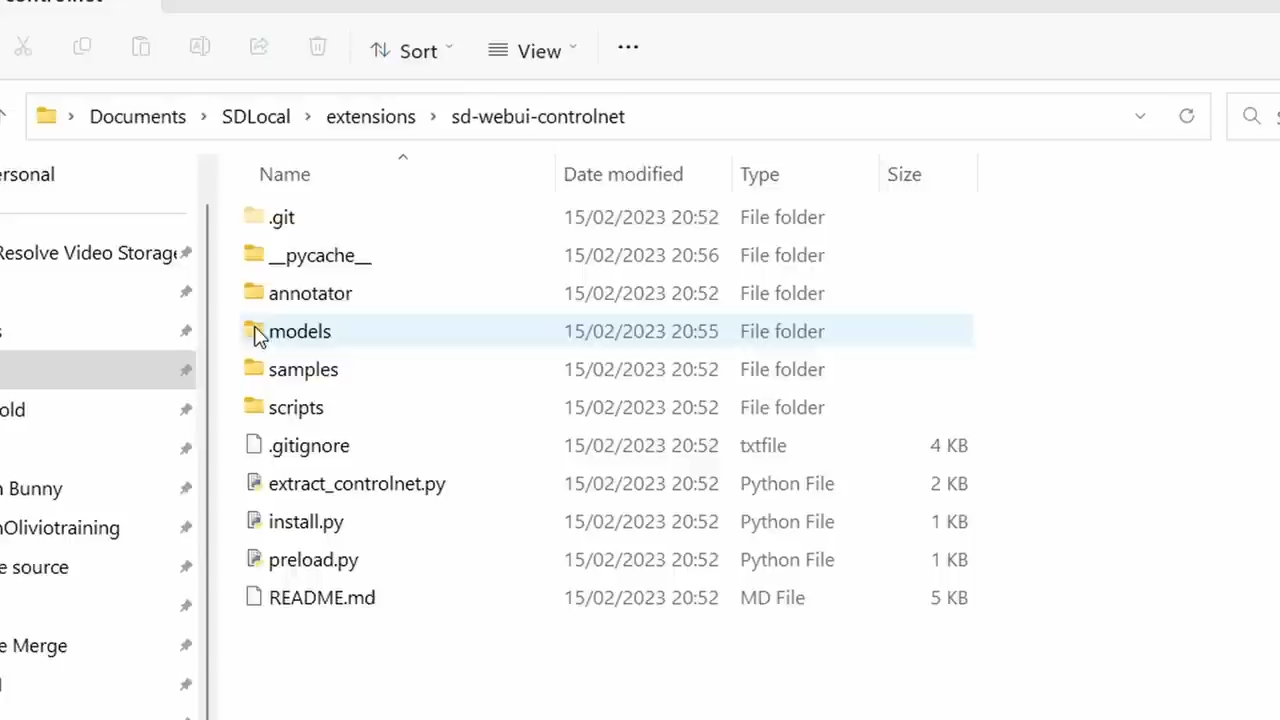 Sort
View
Documents
SDLocal
extensions
sd-webui-controlnet
Name
Date modified
Type
Size
.git
15/02/2023 20:52
File folder
__pycache__
15/02/2023 20:56
File folder
annotator
15/02/2023 20:52
File folder
models
15/02/2023 20:55
File folder
samples
15/02/2023 20:52
File folder
scripts
15/02/2023 20:52
File folder
.gitignore
15/02/2023 20:52
txtfile
4 KB
extract_controlnet.py
15/02/2023 20:52
Python File
2 KB
install.py
15/02/2023 20:52
Python File
1 KB
preload.py
15/02/2023 20:52
Python File
1 KB
README.md
15/02/2023 20:52
MD File
5 KB
ersonal
Resolve Video Storage
old
Bunny
Oliviotraining
e source
e Merge